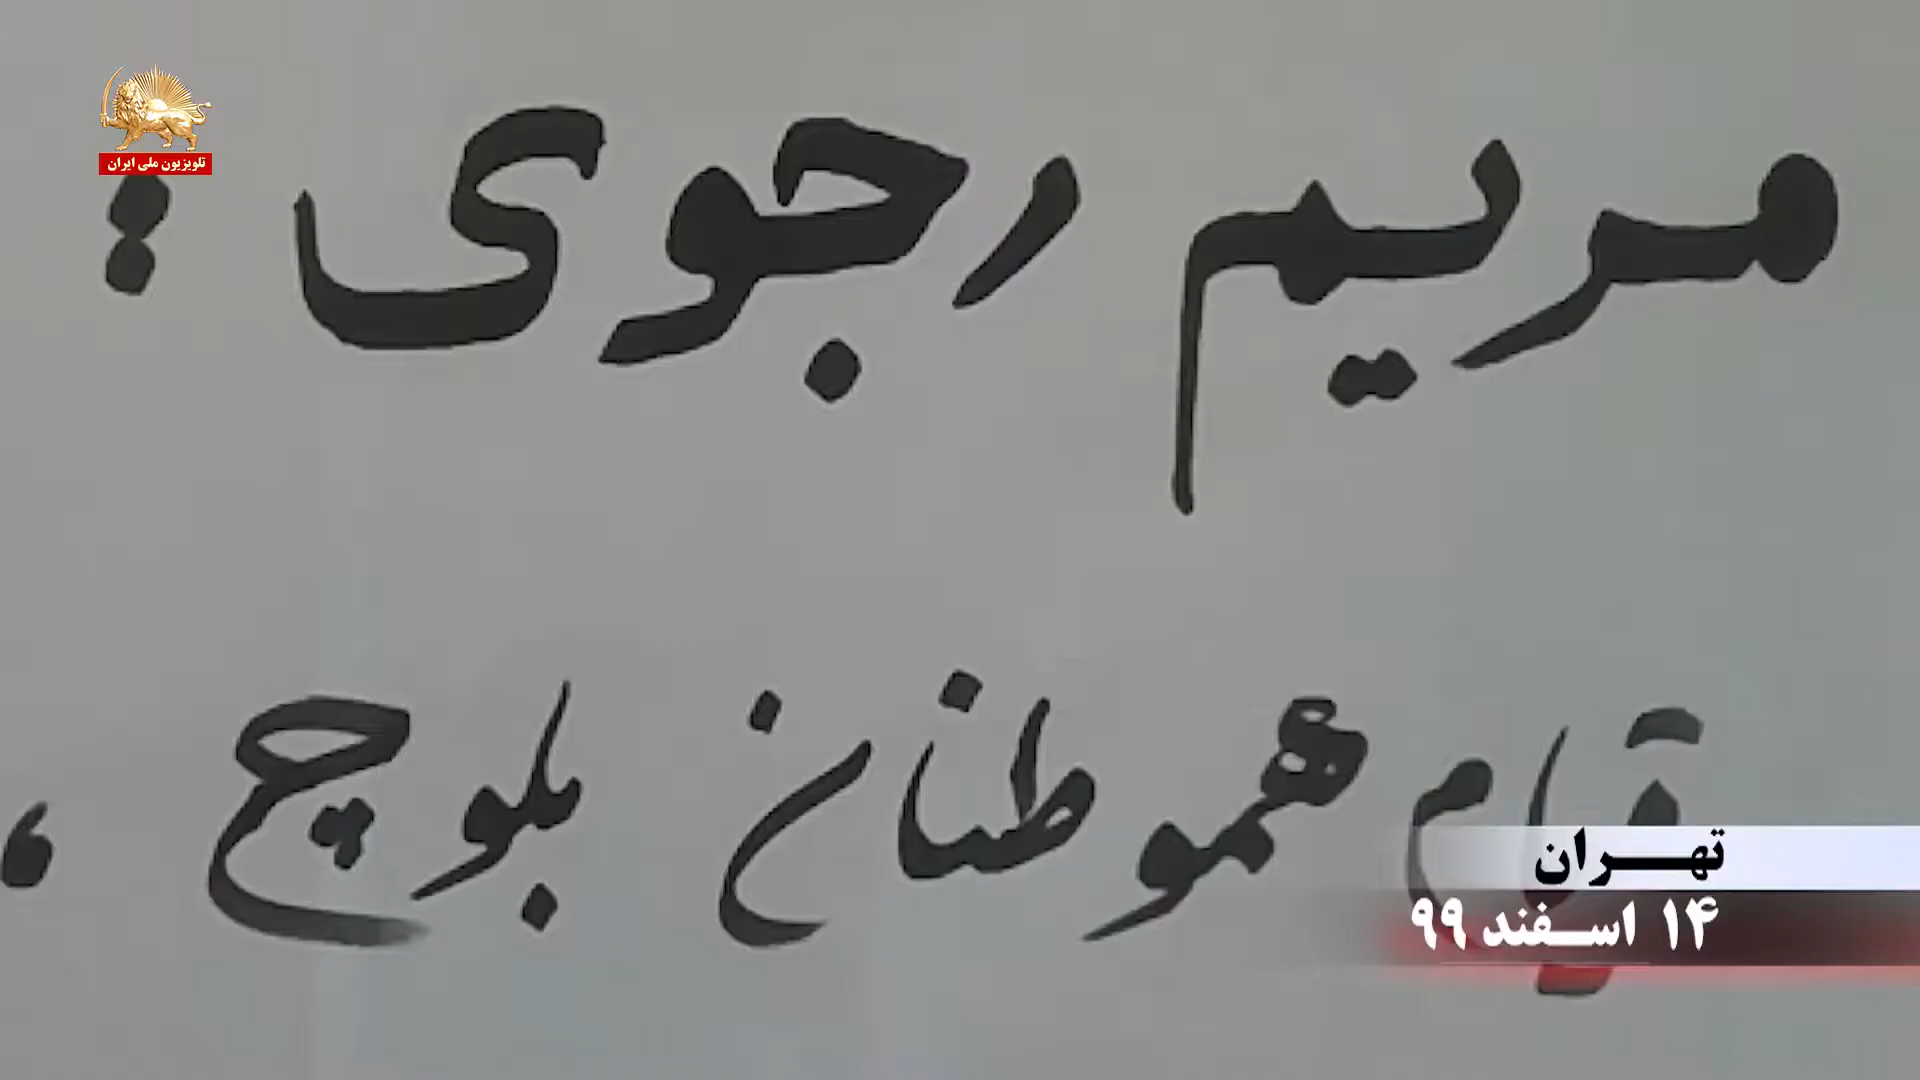 تلویزیون ملی ایران
مریم رجوی :
قیام هموطنان بلوچ ،
تهران
۱۴ اسفند ۹۹